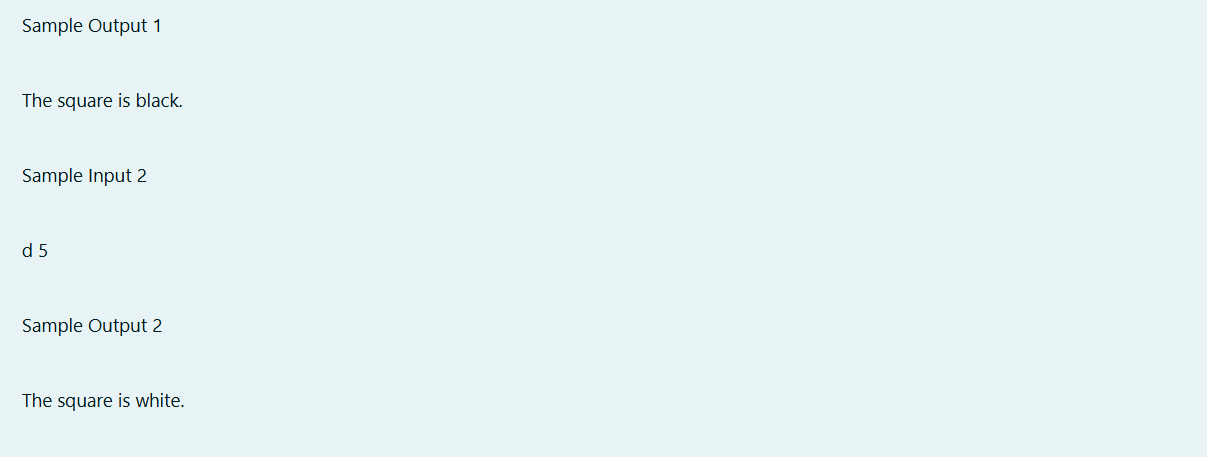 Sample Output 1
The square is black.
Sample Input 2
d 5
Sample Output 2
The square is white.